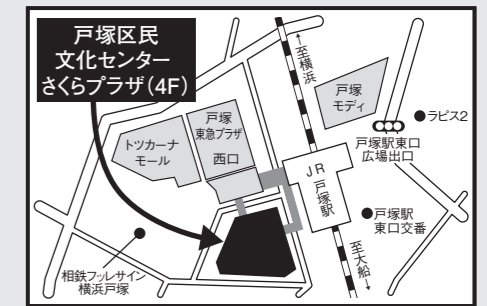 戸塚区民
文化センター
さくらプラザ(4F)
←至横浜
戸塚
モディ
ラピス2
戸塚駅東口
広場出口
戸塚
東急プラザ
西口
トツカーナ
モール
JR戸塚駅
戸塚駅
東口交番
至大船→
相鉄フレッサイン
横浜戸塚